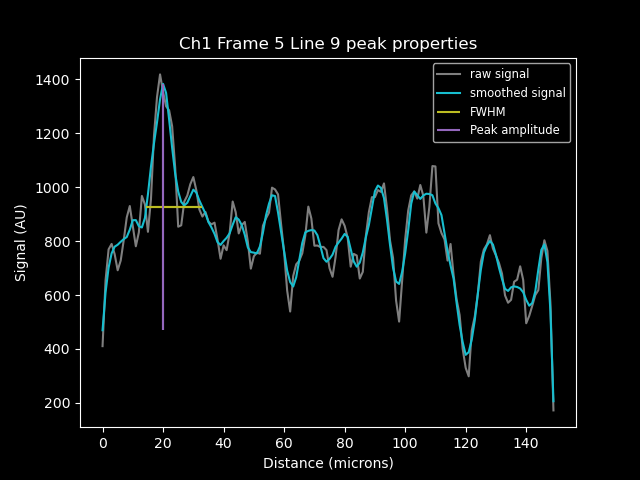 Ch1 Frame 5 Line 9 peak properties
raw signal
smoothed signal
FWHM
Peak amplitude
Signal (AU)
1400
1200
1000
800
600
400
200
0 20 40 60 80 100 120 140
Distance (microns)